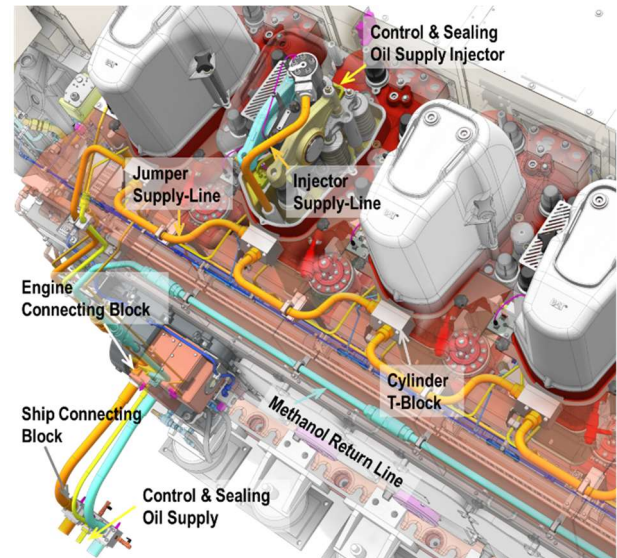 Control & Sealing
Oil Supply Injector
Jumper
Supply-Line
Injector
Supply-Line
Engine
Connecting Block
Cylinder
T-Block
Methanol Return Line
Ship Connecting
Block
Control & Sealing
Oil Supply